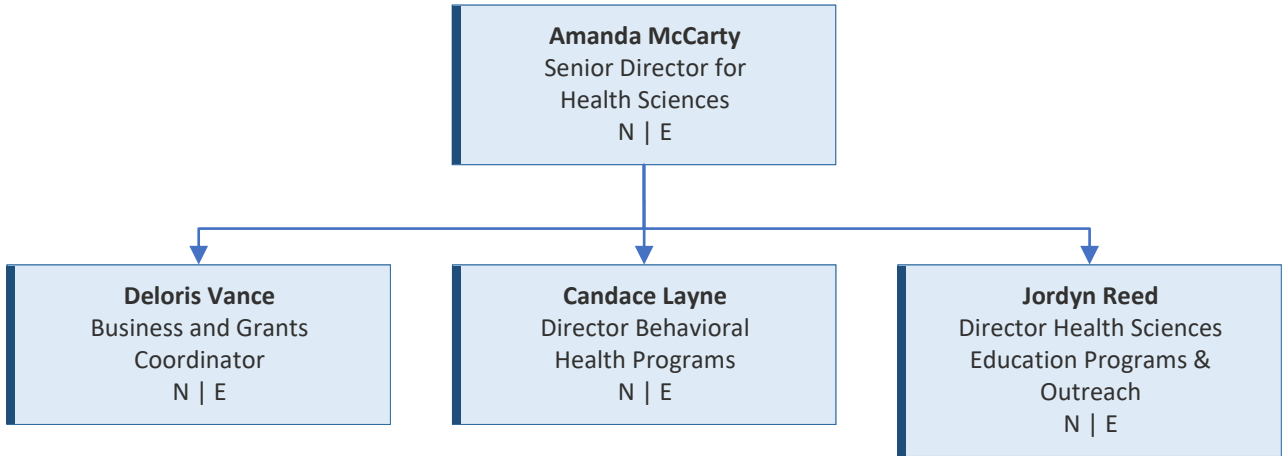 Amanda McCarty
Senior Director for
Health Sciences
N | E
Deloris Vance
Business and Grants
Coordinator
N | E
Candace Layne
Director Behavioral
Health Programs
N | E
Jordyn Reed
Director Health Sciences
Education Programs &
Outreach
N | E